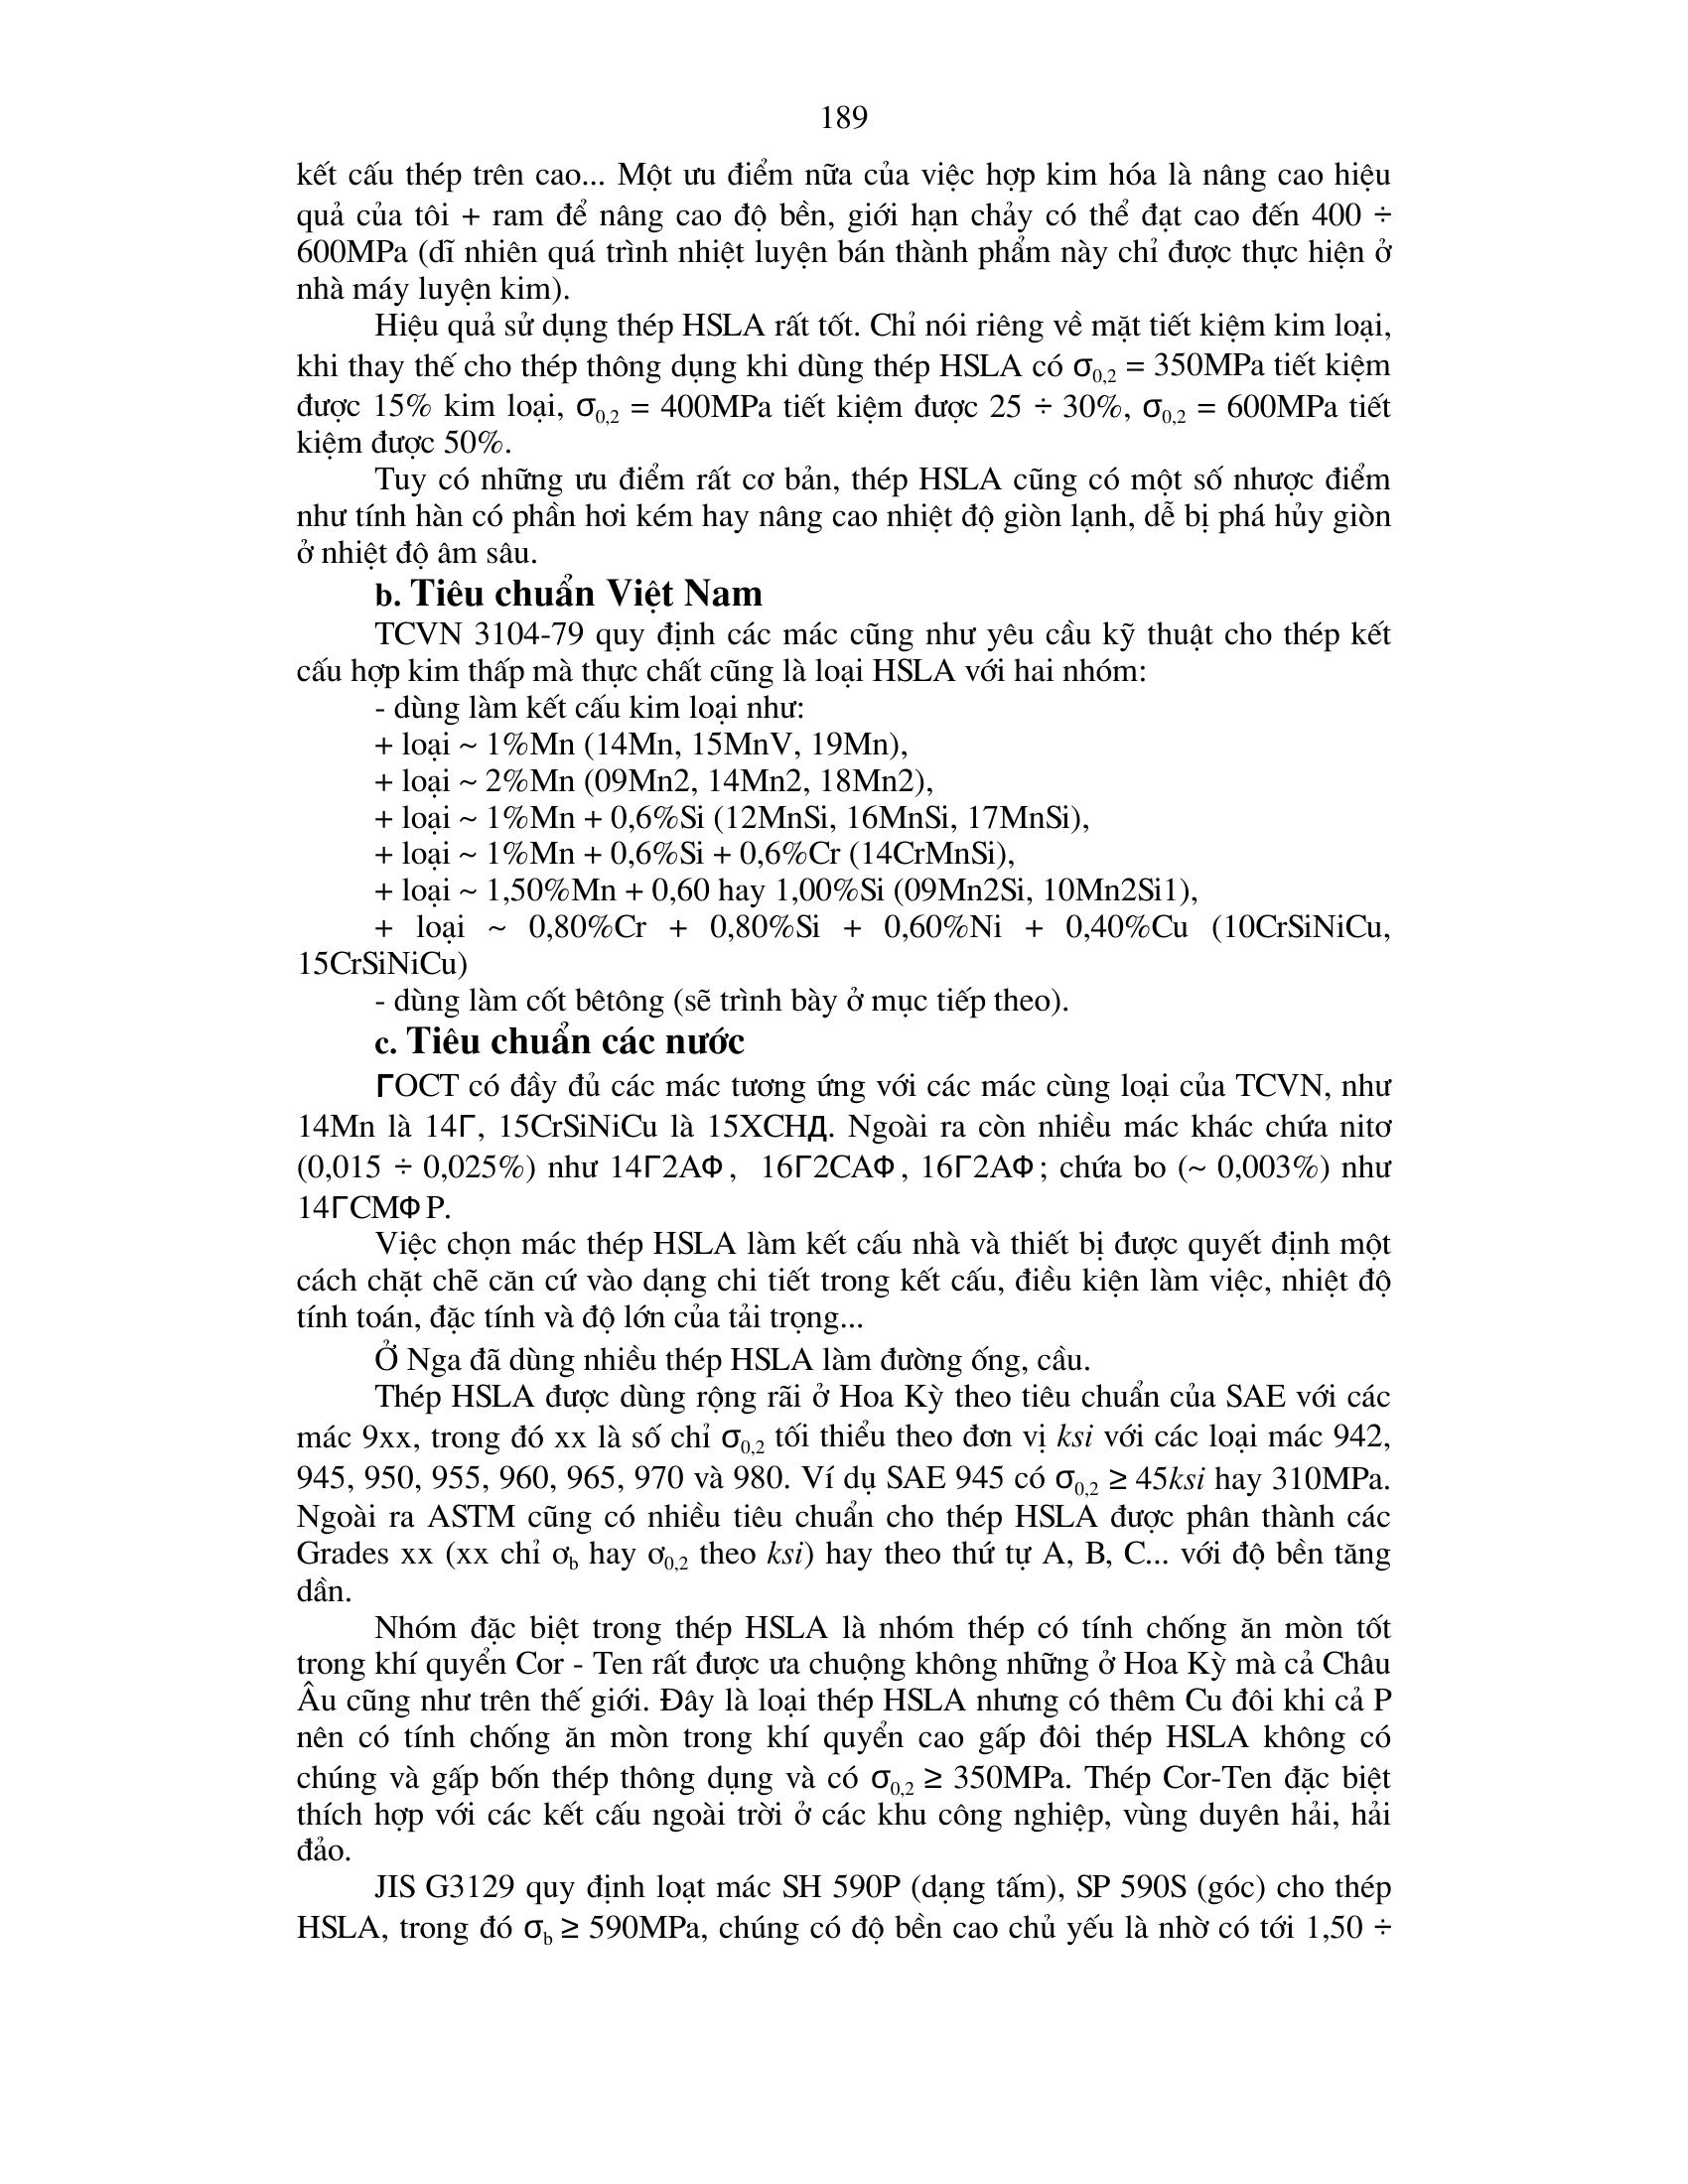 189
kết cấu thép trên cao... Một ưu điểm nữa của việc hợp kim hóa là nâng cao hiệu
quả của tôi + ram để nâng cao độ bền, giới hạn chảy có thể đạt cao đến 400 ÷
600MPa (dĩ nhiên quá trình nhiệt luyện bán thành phẩm này chỉ được thực hiện ở
nhà máy luyện kim).
Hiệu quả sử dụng thép HSLA rất tốt. Chỉ nói riêng về mặt tiết kiệm kim loại,
khi thay thế cho thép thông dụng khi dùng thép HSLA có σ0,2 = 350MPa tiết kiệm
được 15% kim loại, σ0,2 = 400MPa tiết kiệm được 25 ÷ 30%, σ0,2 = 600MPa tiết
kiệm được 50%.
Tuy có những ưu điểm rất cơ bản, thép HSLA cũng có một số nhược điểm
như tính hàn có phần hơi kém hay nâng cao nhiệt độ giòn lạnh, dễ bị phá hủy giòn
ở nhiệt độ âm sâu.
b. Tiêu chuẩn Việt Nam
TCVN 3104-79 quy định các mác cũng như yêu cầu kỹ thuật cho thép kết
cấu hợp kim thấp mà thực chất cũng là loại HSLA với hai nhóm:
- dùng làm kết cấu kim loại như:
+ loại ~ 1%Mn (14Mn, 15MnV, 19Mn),
+ loại ~ 2%Mn (09Mn2, 14Mn2, 18Mn2),
+ loại ~ 1%Mn + 0,6%Si (12MnSi, 16MnSi, 17MnSi),
+ loại ~ 1%Mn + 0,6%Si + 0,6%Cr (14CrMnSi),
+ loại ~ 1,50%Mn + 0,60 hay 1,00%Si (09Mn2Si, 10Mn2Si1),
+ loại ~ 0,80%Cr + 0,80%Si + 0,60%Ni + 0,40%Cu (10CrSiNiCu,
15CrSiNiCu)
- dùng làm cốt bêtông (sẽ trình bày ở mục tiếp theo).
c. Tiêu chuẩn các nước
ГOCT có đầy đủ các mác tương ứng với các mác cùng loại của TCVN, như
14Mn là 14Г, 15CrSiNiCu là 15XCHД. Ngoài ra còn nhiều mác khác chứa nitơ
(0,015 ÷ 0,025%) như 14Г2AФ, 16Г2CAФ, 16Г2AФ; chứa bo (~ 0,003%) như
14ГCMФP.
Việc chọn mác thép HSLA làm kết cấu nhà và thiết bị được quyết định một
cách chặt chẽ căn cứ vào dạng chi tiết trong kết cấu, điều kiện làm việc, nhiệt độ
tính toán, đặc tính và độ lớn của tải trọng...
Ở Nga đã dùng nhiều thép HSLA làm đường ống, cầu.
Thép HSLA được dùng rộng rãi ở Hoa Kỳ theo tiêu chuẩn của SAE với các
mác 9xx, trong đó xx là số chỉ σ0,2 tối thiểu theo đơn vị ksi với các loại mác 942,
945, 950, 955, 960, 965, 970 và 980. Ví dụ SAE 945 có σ0,2 ≥ 45ksi hay 310MPa.
Ngoài ra ASTM cũng có nhiều tiêu chuẩn cho thép HSLA được phân thành các
Grades xx (xx chỉ σb hay σ0,2 theo ksi) hay theo thứ tự A, B, C... với độ bền tăng
dần.
Nhóm đặc biệt trong thép HSLA là nhóm thép có tính chống ăn mòn tốt
trong khí quyển Cor - Ten rất được ưa chuộng không những ở Hoa Kỳ mà cả Châu
Âu cũng như trên thế giới. Đây là loại thép HSLA nhưng có thêm Cu đôi khi cả P
nên có tính chống ăn mòn trong khí quyển cao gấp đôi thép HSLA không có
chúng và gấp bốn thép thông dụng và có σ0,2 ≥ 350MPa. Thép Cor-Ten đặc biệt
thích hợp với các kết cấu ngoài trời ở các khu công nghiệp, vùng duyên hải, hải
đảo.
JIS G3129 quy định loạt mác SH 590P (dạng tấm), SP 590S (góc) cho thép
HSLA, trong đó σb ≥ 590MPa, chúng có độ bền cao chủ yếu là nhờ có tới 1,50 ÷